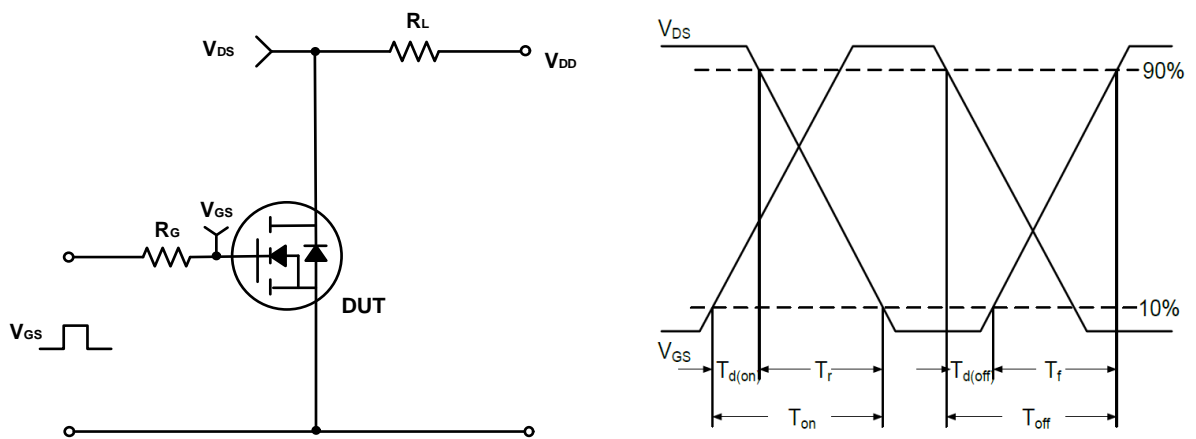 RL
VDS
VDD
VGS
RG
DUT
VGS
VDS
90%
10%
VGS
Td(on)
Tr
Td(off)
Tf
Ton
Toff